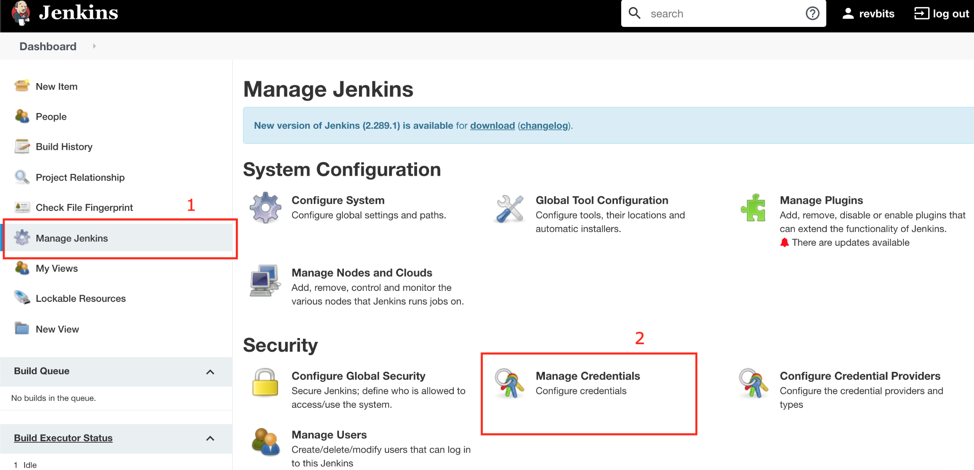 Jenkins
search
revbits
log out
Dashboard
New Item
People
Build History
Project Relationship
Check File Fingerprint
1
Manage Jenkins
My Views
Lockable Resources
New View
Build Queue
No builds in the queue.
Build Executor Status
1 Idle
Manage Jenkins
New version of Jenkins (2.289.1) is available for download (changelog).
System Configuration
Configure System
Configure global settings and paths.
Global Tool Configuration
Configure tools, their locations and
automatic installers.
Manage Plugins
Add, remove, disable or enable plugins that
can extend the functionality of Jenkins.
There are updates available
Manage Nodes and Clouds
Add, remove, control and monitor the
various nodes that Jenkins runs jobs on.
Security
2
Configure Global Security
Secure Jenkins; define who is allowed to
access/use the system.
Manage Credentials
Configure credentials
Configure Credential Providers
Configure the credential providers and
types
Manage Users
Create/delete/modify users that can log in
to this Jenkins